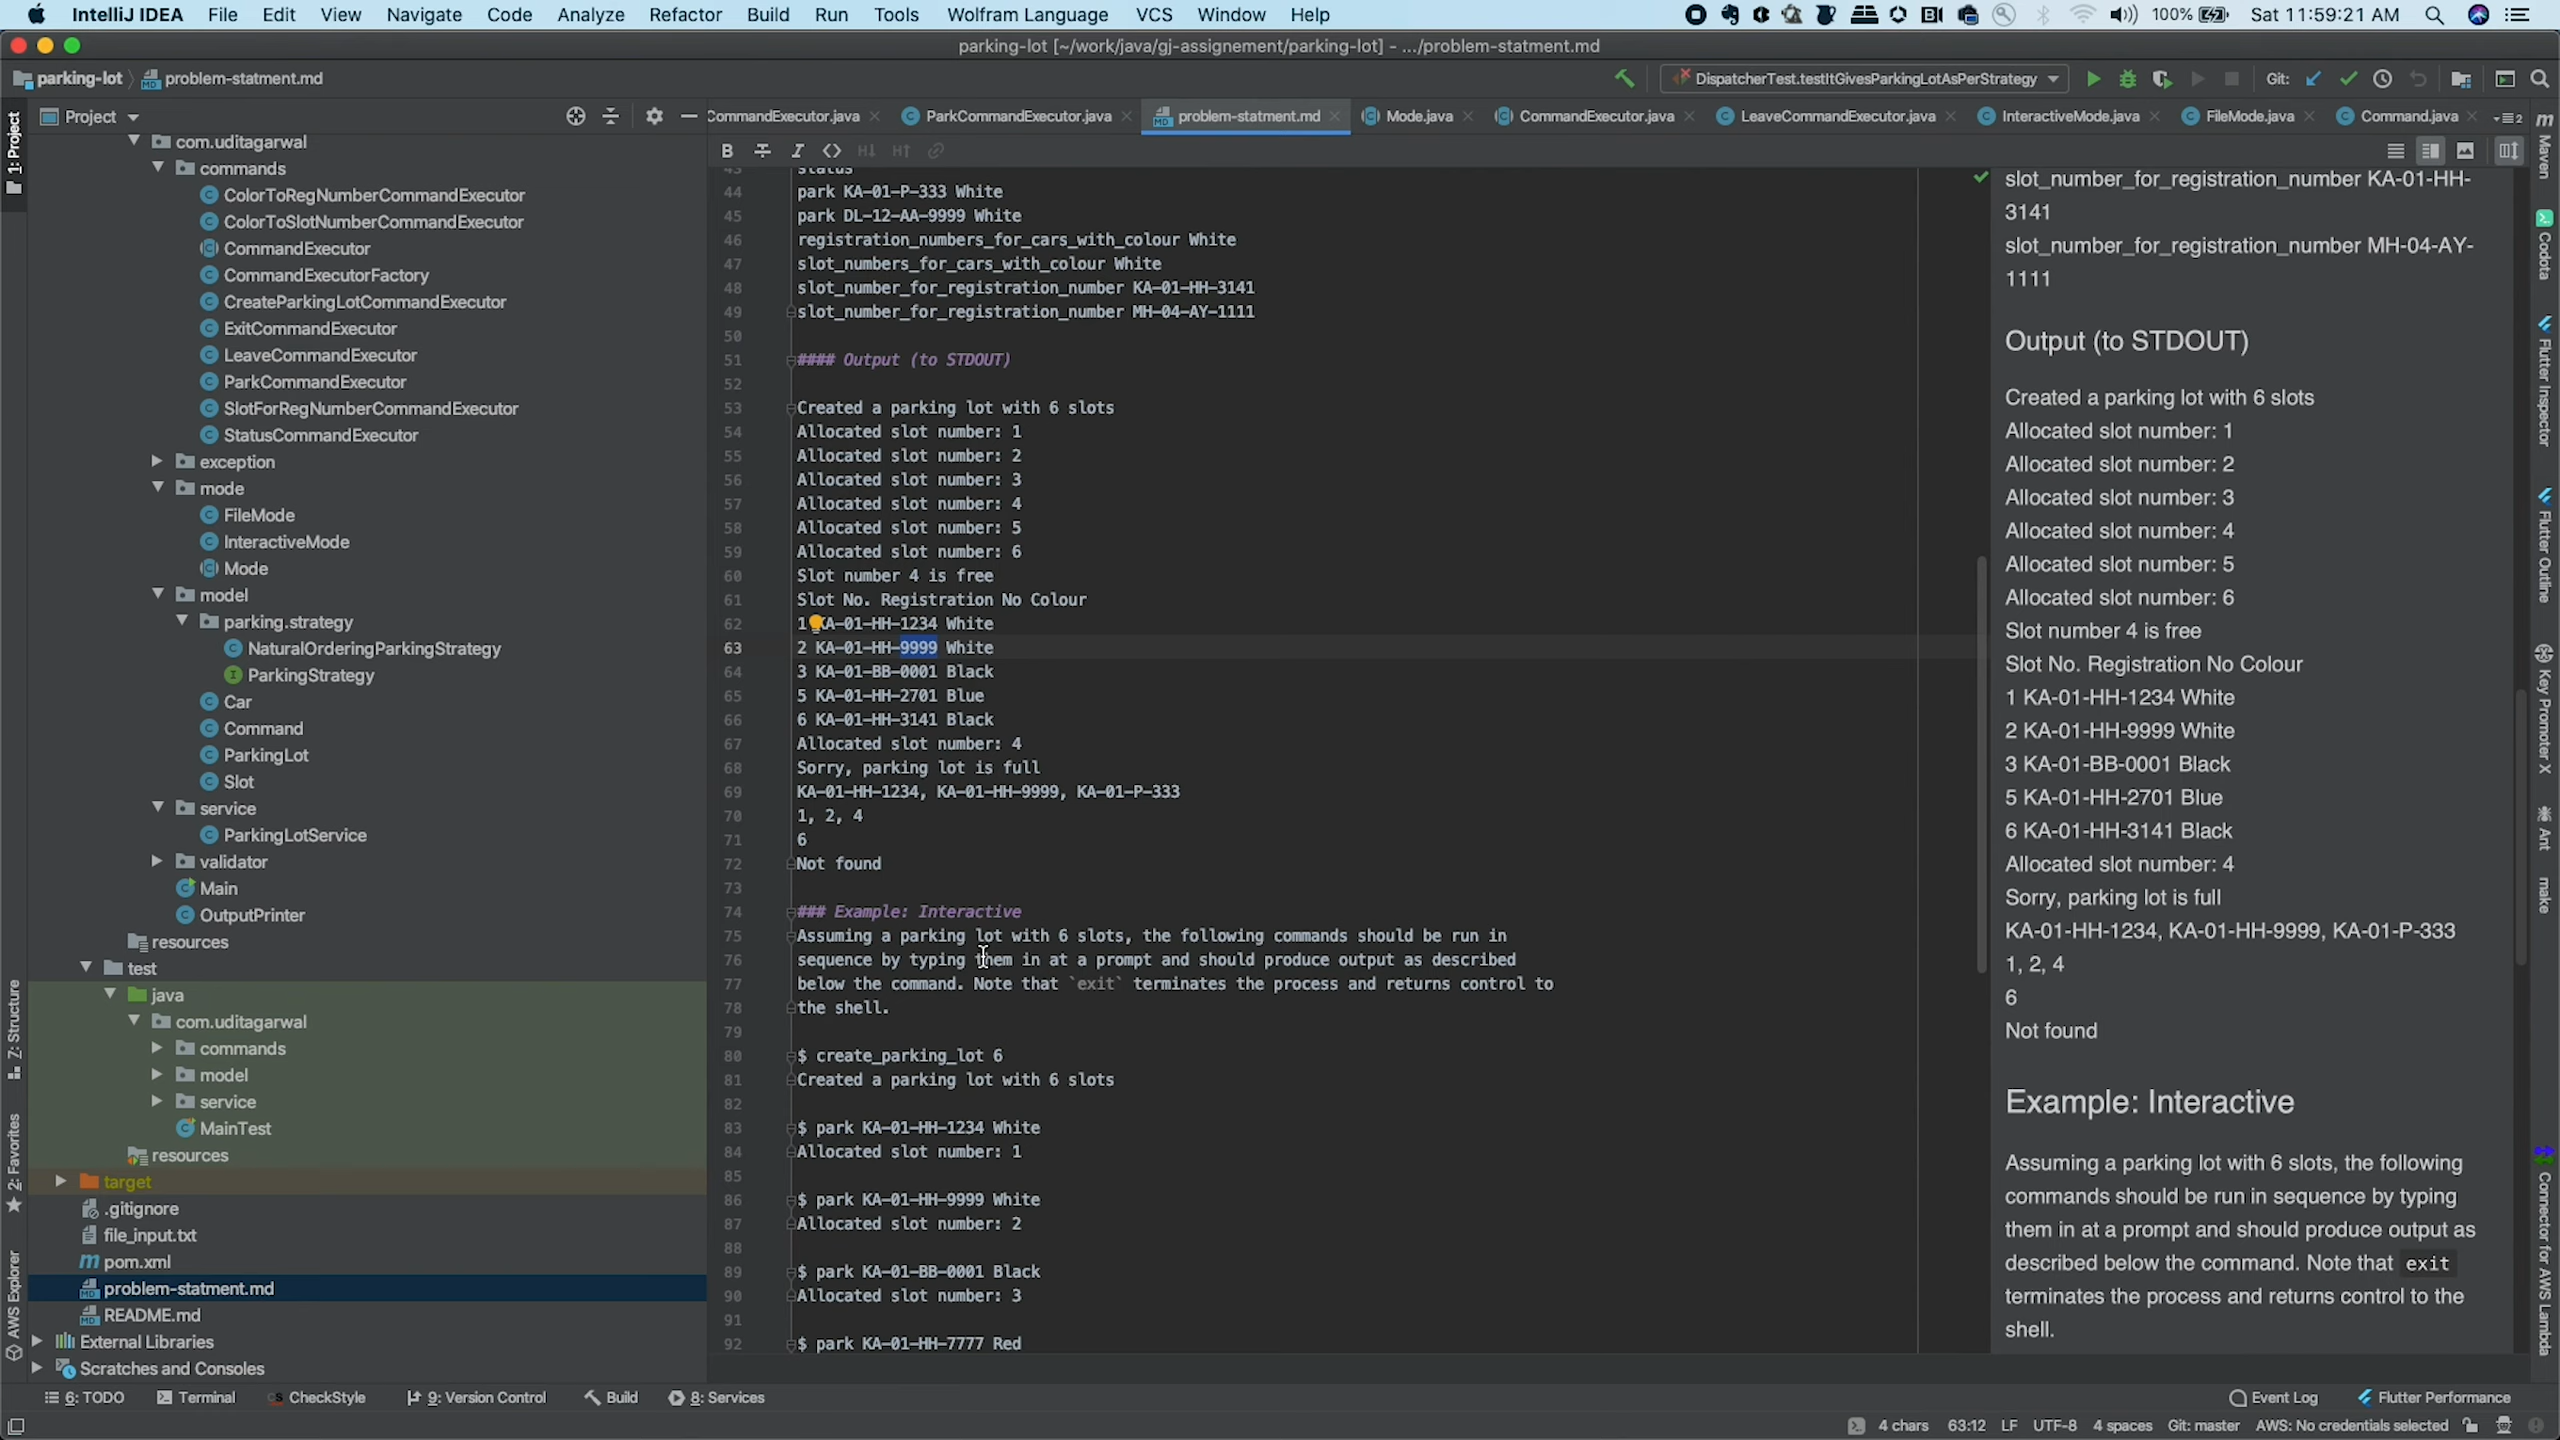 IntelliJ IDEA File Edit View Navigate Code Analyze Refactor Build Run Tools Wolfram Language VCS Window Help 100% Sat 11:59:21 AM
parking-lot [~/work/java/gj-assignement/parking-lot] - .../problem-statment.md
parking-lot problem-statment.md DispatcherTest.testItGivesParkingLotAsPerStrategy Git:
Project
CommandExecutor.java ParkCommandExecutor.java problem-statment.md Mode.java CommandExecutor.java LeaveCommandExecutor.java InteractiveMode.java FileMode.java Command.java
1: Project
Z: Structure
2: Favorites
AWS Explorer
com.uditagarwal
commands
ColorToRegNumberCommandExecutor
ColorToSlotNumberCommandExecutor
CommandExecutor
CommandExecutorFactory
CreateParkingLotCommandExecutor
ExitCommandExecutor
LeaveCommandExecutor
ParkCommandExecutor
SlotForRegNumberCommandExecutor
StatusCommandExecutor
exception
mode
FileMode
InteractiveMode
Mode
model
parking.strategy
NaturalOrderingParkingStrategy
ParkingStrategy
Car
Command
ParkingLot
Slot
service
ParkingLotService
validator
Main
OutputPrinter
resources
test
java
com.uditagarwal
commands
model
service
MainTest
resources
target
.gitignore
file_input.txt
pom.xml
problem-statment.md
README.md
External Libraries
Scratches and Consoles
43 status
44 park KA-01-P-333 White
45 park DL-12-AA-9999 White
46 registration_numbers_for_cars_with_colour White
47 slot_numbers_for_cars_with_colour White
48 slot_number_for_registration_number KA-01-HH-3141
49 slot_number_for_registration_number MH-04-AY-1111
50
51 #### Output (to STDOUT)
52
53 Created a parking lot with 6 slots
54 Allocated slot number: 1
55 Allocated slot number: 2
56 Allocated slot number: 3
57 Allocated slot number: 4
58 Allocated slot number: 5
59 Allocated slot number: 6
60 Slot number 4 is free
61 Slot No. Registration No Colour
62 1 KA-01-HH-1234 White
63 2 KA-01-HH-9999 White
64 3 KA-01-BB-0001 Black
65 5 KA-01-HH-2701 Blue
66 6 KA-01-HH-3141 Black
67 Allocated slot number: 4
68 Sorry, parking lot is full
69 KA-01-HH-1234, KA-01-HH-9999, KA-01-P-333
70 1, 2, 4
71 6
72 Not found
73
74 ### Example: Interactive
75 Assuming a parking lot with 6 slots, the following commands should be run in
76 sequence by typing them in at a prompt and should produce output as described
77 below the command. Note that `exit` terminates the process and returns control to
78 the shell.
79
80 $ create_parking_lot 6
81 Created a parking lot with 6 slots
82
83 $ park KA-01-HH-1234 White
84 Allocated slot number: 1
85
86 $ park KA-01-HH-9999 White
87 Allocated slot number: 2
88
89 $ park KA-01-BB-0001 Black
90 Allocated slot number: 3
91
92 $ park KA-01-HH-7777 Red
slot_number_for_registration_number KA-01-HH-
3141
slot_number_for_registration_number MH-04-AY-
1111
Output (to STDOUT)
Created a parking lot with 6 slots
Allocated slot number: 1
Allocated slot number: 2
Allocated slot number: 3
Allocated slot number: 4
Allocated slot number: 5
Allocated slot number: 6
Slot number 4 is free
Slot No. Registration No Colour
1 KA-01-HH-1234 White
2 KA-01-HH-9999 White
3 KA-01-BB-0001 Black
5 KA-01-HH-2701 Blue
6 KA-01-HH-3141 Black
Allocated slot number: 4
Sorry, parking lot is full
KA-01-HH-1234, KA-01-HH-9999, KA-01-P-333
1, 2, 4
6
Not found
Example: Interactive
Assuming a parking lot with 6 slots, the following
commands should be run in sequence by typing
them in at a prompt and should produce output as
described below the command. Note that exit
terminates the process and returns control to the
shell.
Maven
Codota
Flutter Inspector
Flutter Outline
Key Promoter X
Ant
make
Connector for AWS Lambda
6: TODO Terminal CheckStyle 9: Version Control Build 8: Services Event Log Flutter Performance
4 chars 63:12 LF UTF-8 4 spaces Git: master AWS: No credentials selected